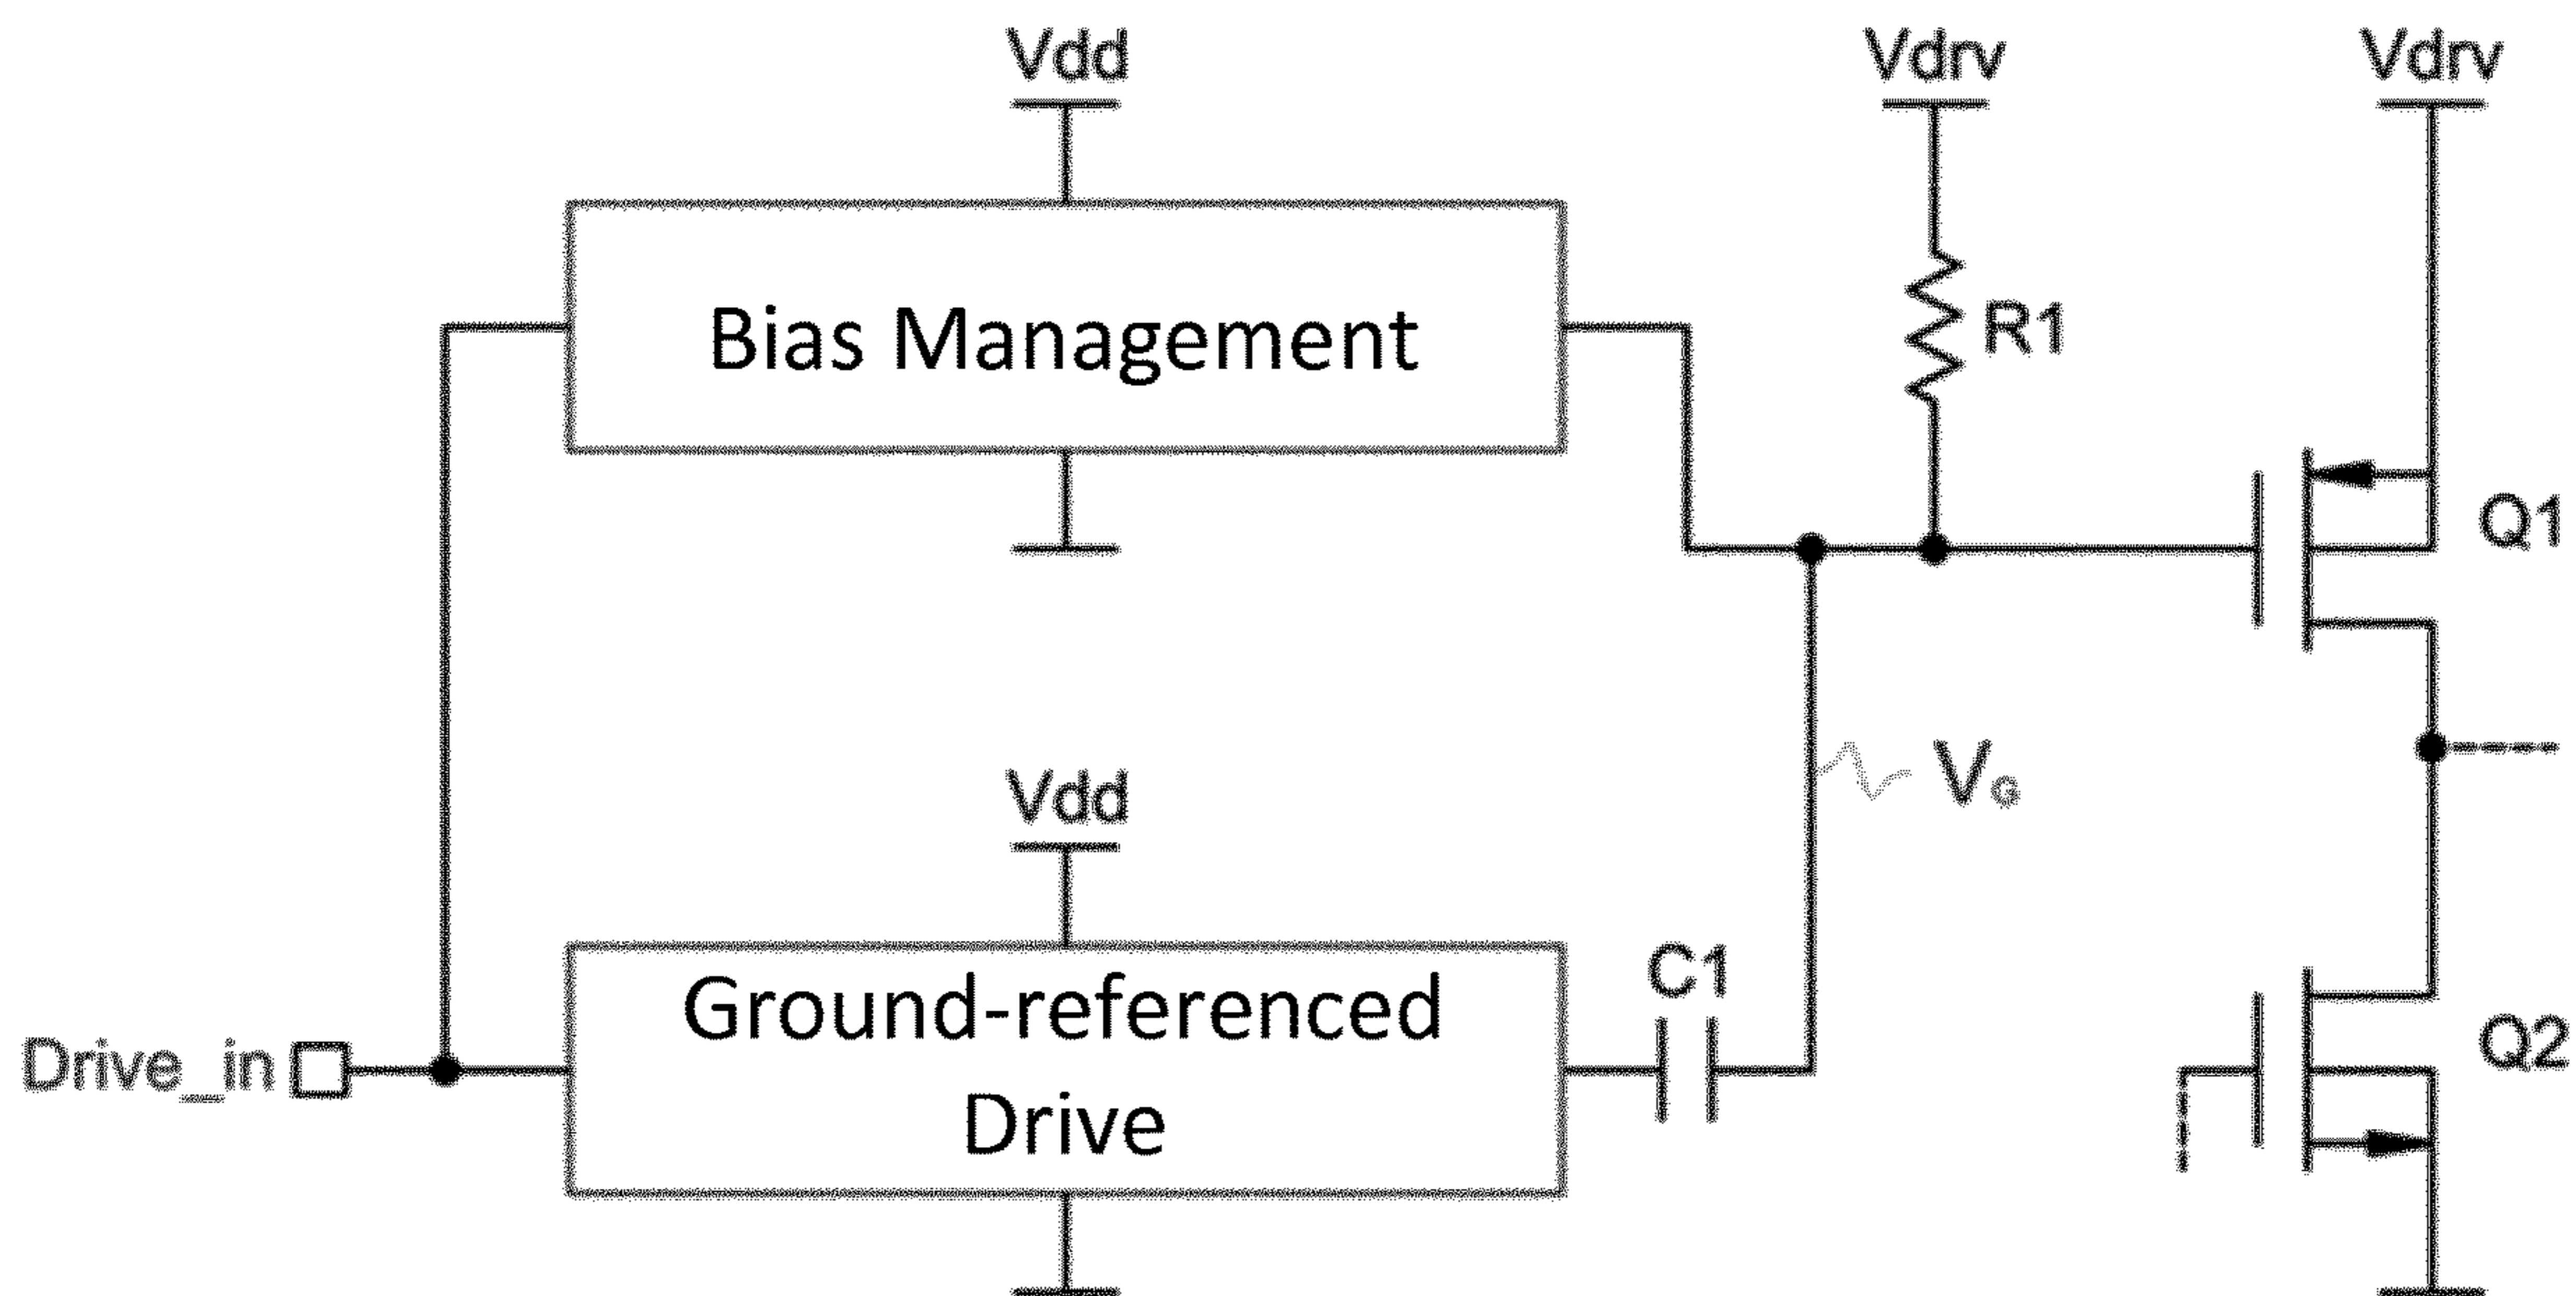 Vdd
Vdrv
Vdrv
Bias Management
R1
Q1
Vdd
VG
Ground-referenced
Drive
C1
Drive_in
Q2